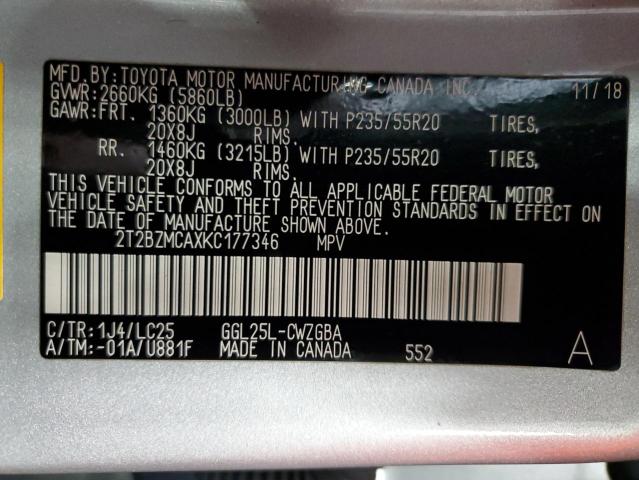 MFD.BY:TOYOTA MOTOR MANUFACTURING CANADA INC. 11/18
GVWR:2660KG (5860LB)
GAWR:FRT. 1360KG (3000LB) WITH P235/55R20 TIRES,
20X8J RIMS.
RR. 1460KG (3215LB) WITH P235/55R20 TIRES,
20X8J RIMS.
THIS VEHICLE CONFORMS TO ALL APPLICABLE FEDERAL MOTOR
VEHICLE SAFETY AND THEFT PREVENTION STANDARDS IN EFFECT ON
THE DATE OF MANUFACTURE SHOWN ABOVE.
2T2BZMCAXKC177346 MPV
C/TR:1J4/LC25 GGL25L-CWZGBA
A/TM:-01A/U881F MADE IN CANADA 552 A